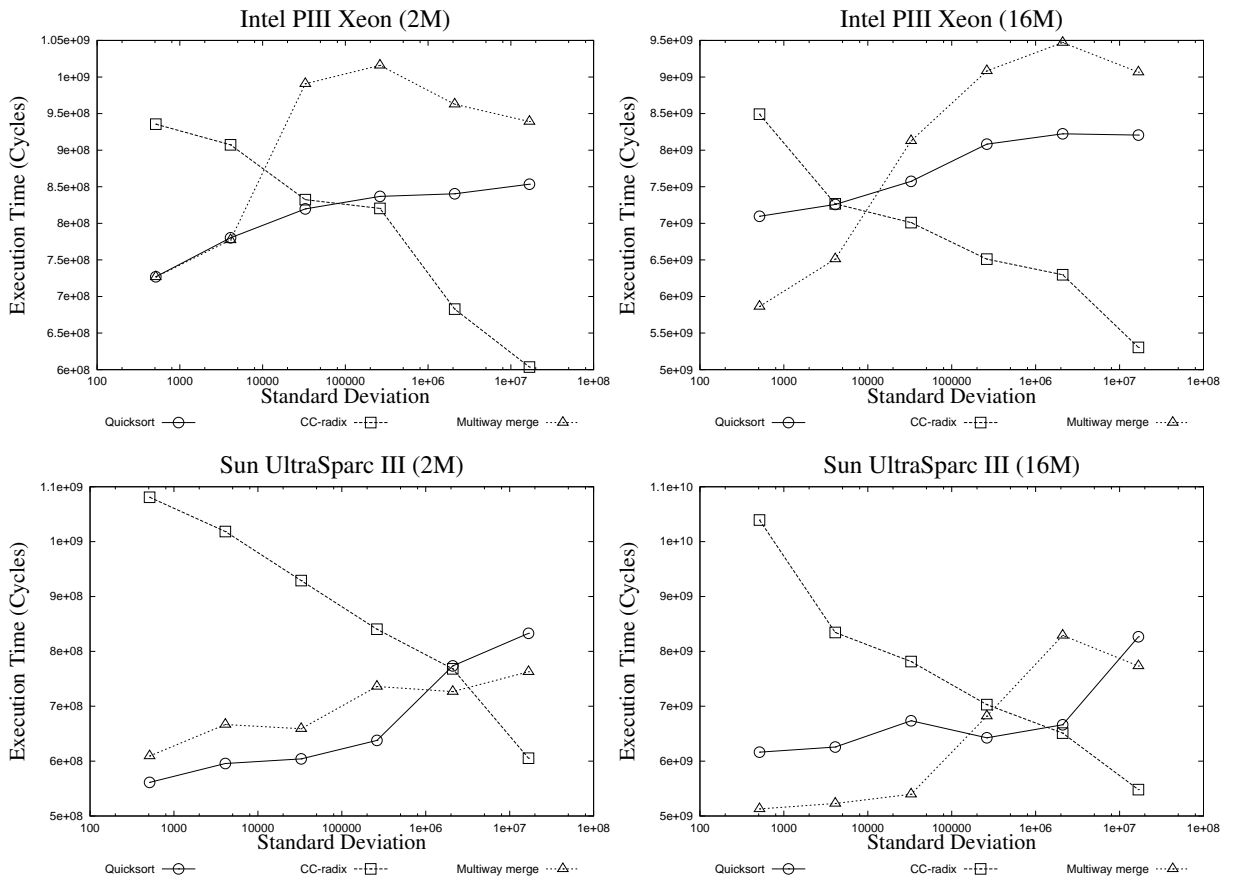 Intel PIII Xeon (2M)
Execution Time (Cycles)
1.05e+09
1e+09
9.5e+08
9e+08
8.5e+08
8e+08
7.5e+08
7e+08
6.5e+08
6e+08
100 1000 10000 100000 1e+06 1e+07 1e+08
Standard Deviation
Quicksort CC-radix Multiway merge
Intel PIII Xeon (16M)
Execution Time (Cycles)
9.5e+09
9e+09
8.5e+09
8e+09
7.5e+09
7e+09
6.5e+09
6e+09
5.5e+09
5e+09
100 1000 10000 100000 1e+06 1e+07 1e+08
Standard Deviation
Quicksort CC-radix Multiway merge
Sun UltraSparc III (2M)
Execution Time (Cycles)
1.1e+09
1e+09
9e+08
8e+08
7e+08
6e+08
5e+08
100 1000 10000 100000 1e+06 1e+07 1e+08
Standard Deviation
Quicksort CC-radix Multiway merge
Sun UltraSparc III (16M)
Execution Time (Cycles)
1.1e+10
1e+10
9e+09
8e+09
7e+09
6e+09
5e+09
100 1000 10000 100000 1e+06 1e+07 1e+08
Standard Deviation
Quicksort CC-radix Multiway merge